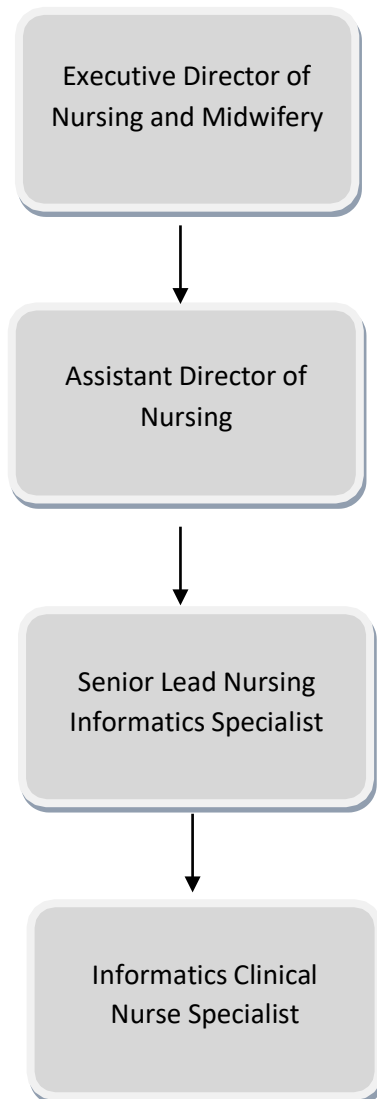 Executive Director of
Nursing and Midwifery
Assistant Director of
Nursing
Senior Lead Nursing
Informatics Specialist
Informatics Clinical
Nurse Specialist